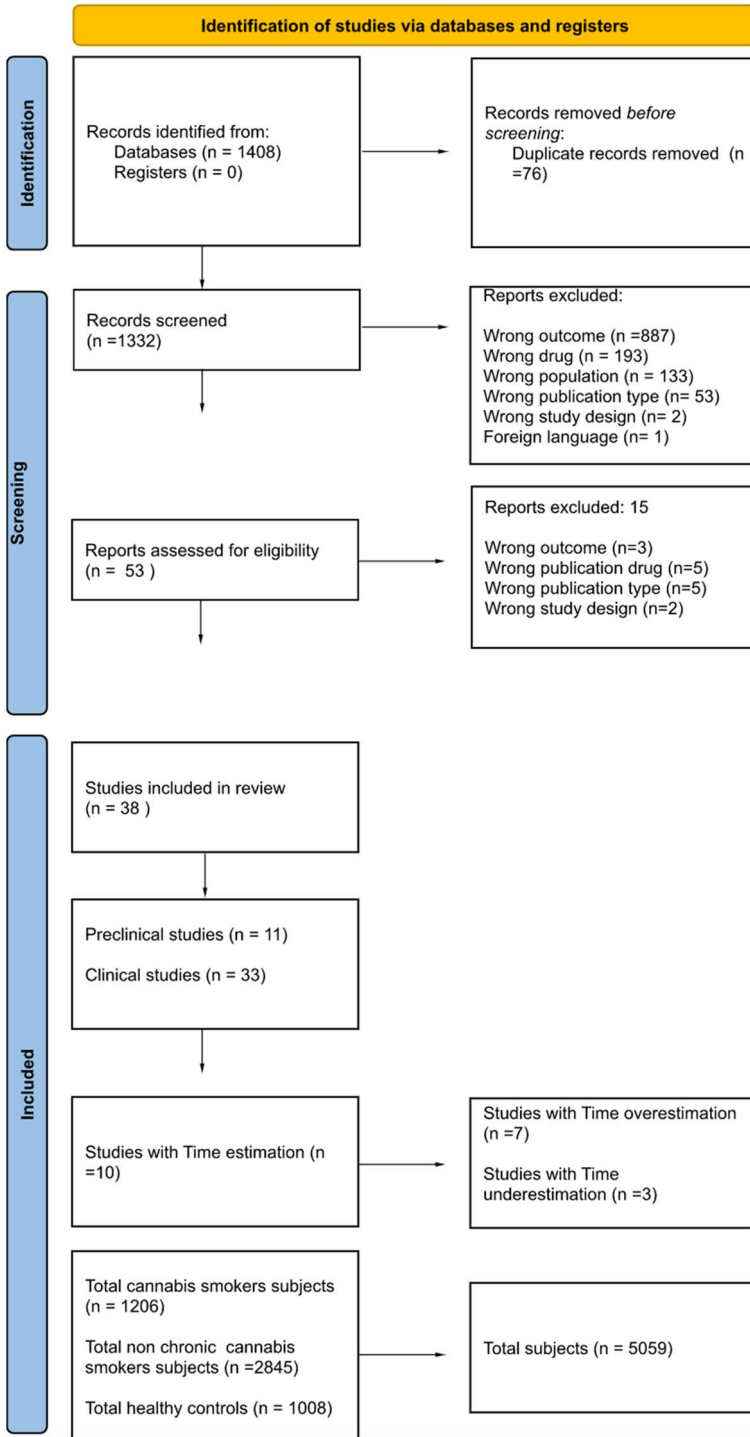 Identification of studies via databases and registers
Identification
Records identified from:
Databases (n = 1408)
Registers (n = 0)
Records removed before
screening:
Duplicate records removed (n
=76)
Screening
Records screened
(n =1332)
Reports excluded:
Wrong outcome (n =887)
Wrong drug (n = 193)
Wrong population (n = 133)
Wrong publication type (n= 53)
Wrong study design (n= 2)
Foreign language (n= 1)
Reports assessed for eligibility
(n = 53 )
Reports excluded: 15
Wrong outcome (n=3)
Wrong publication drug (n=5)
Wrong publication type (n=5)
Wrong study design (n=2)
Included
Studies included in review
(n = 38 )
Preclinical studies (n = 11)
Clinical studies (n = 33)
Studies with Time estimation (n
=10)
Studies with Time overestimation
(n =7)
Studies with Time
underestimation (n =3)
Total cannabis smokers subjects
(n = 1206)
Total non chronic cannabis
smokers subjects (n =2845)
Total healthy controls (n = 1008)
Total subjects (n = 5059)